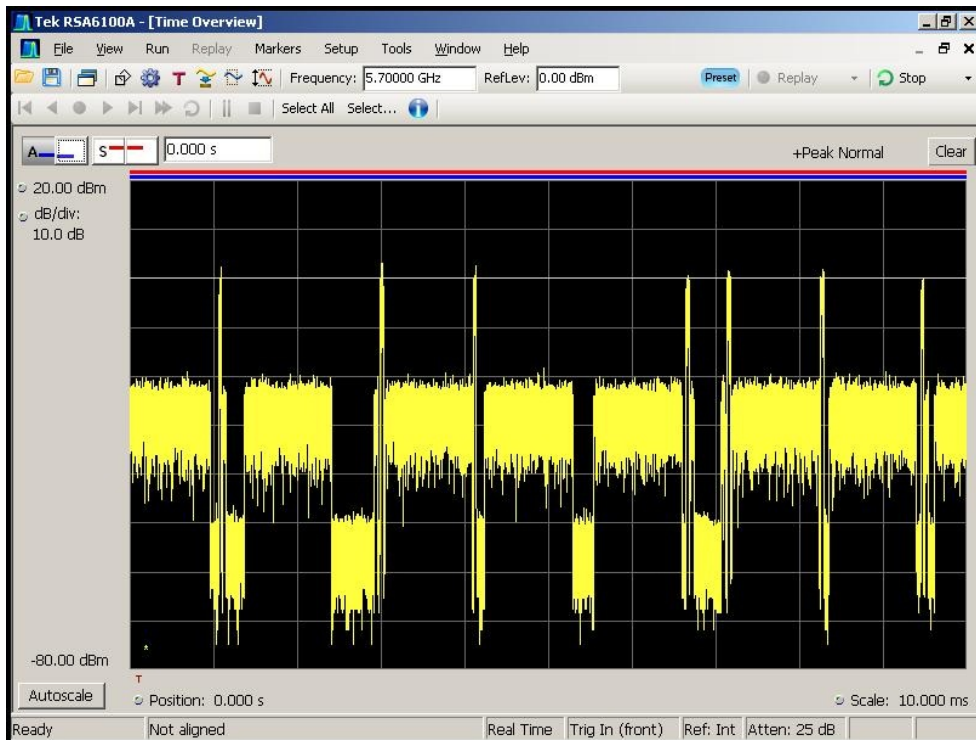 Tek RSA6100A - [Time Overview]
File View Run Replay Markers Setup Tools Window Help
Frequency: 5.70000 GHz RefLev: 0.00 dBm Preset Replay Stop
Select All Select...
A S 0.000 s +Peak Normal Clear
20.00 dBm
dB/div:
10.0 dB
-80.00 dBm
T
Autoscale Position: 0.000 s Scale: 10.000 ms
Ready Not aligned Real Time Trig In (front) Ref: Int Atten: 25 dB